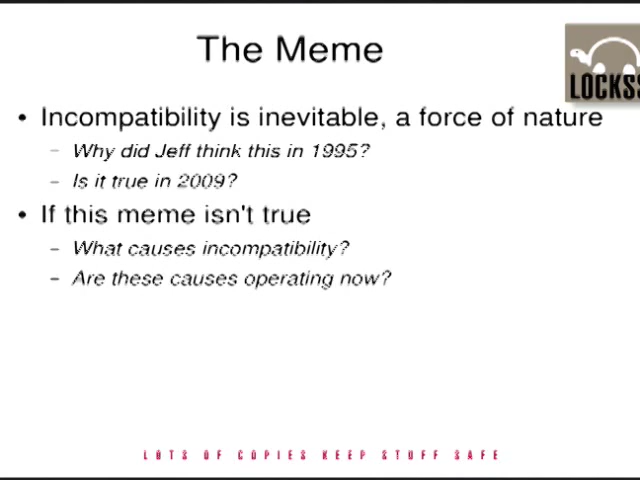 The Meme
LOCKSS
• Incompatibility is inevitable, a force of nature
– Why did Jeff think this in 1995?
– Is it true in 2009?
• If this meme isn't true
– What causes incompatibility?
– Are these causes operating now?
LOTS OF COPIES KEEP STUFF SAFE